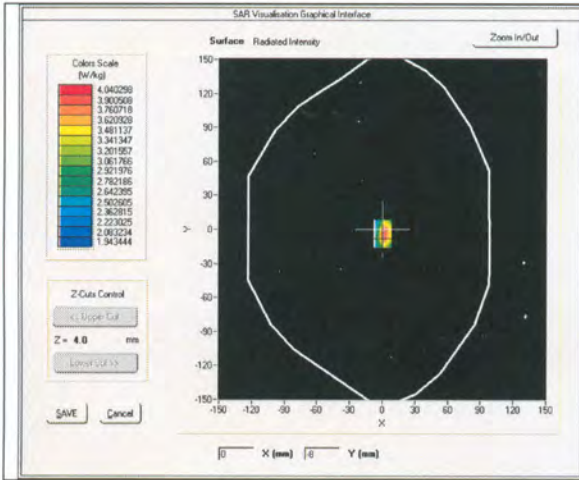 SAR Visualisation Graphical Interface
Surface Radiated Intensity
Zoom In/Out
Colors Scale
(W/kg)
4.040298
3.900508
3.760718
3.620928
3.481137
3.341347
3.201557
3.061766
2.921976
2.782186
2.642395
2.502605
2.362815
2.223025
2.083234
1.943444
Z-Cuts Control
<< Upper Cut
Z = 4.0 mm
Lower Cut >>
SAVE
Cancel
150
120
90
60
30
0
-30
-60
-90
-120
-150
Y
-150 -120 -90 -60 -30 0 30 60 90 120 150
X
0 X (mm) -8 Y (mm)